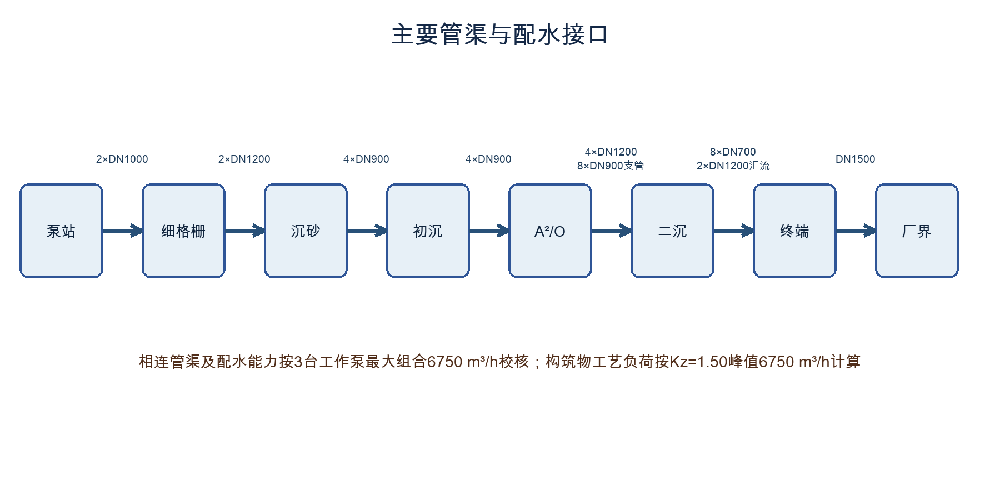 主要管渠与配水接口
2×DN1000
2×DN1200
4×DN900
4×DN900
4×DN1200
8×DN900支管
8×DN700
2×DN1200汇流
DN1500
泵站
细格栅
沉砂
初沉
A²/O
二沉
终端
厂界
相连管渠及配水能力按3台工作泵最大组合6750 m³/h校核；构筑物工艺负荷按Kz=1.50峰值6750 m³/h计算